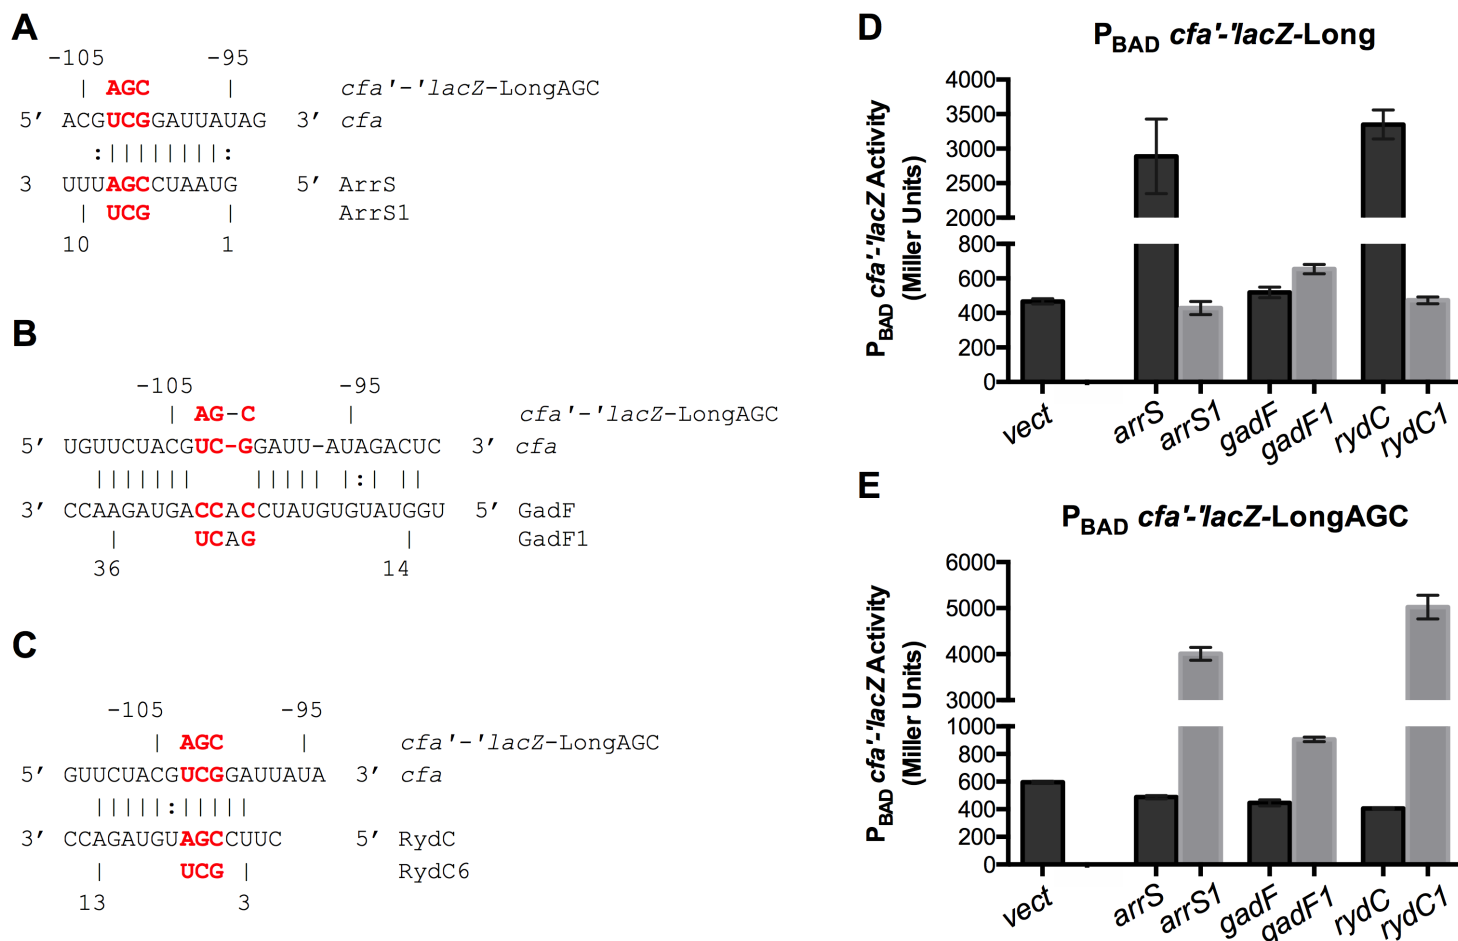 A
-105 -95
| AGC | cfa'-'lacZ-LongAGC
5′ ACGUCGGAUUAUAG 3′ cfa
:||||||||:
3 UUUAGCCUAAUG 5′ ArrS
| UCG | ArrS1
10 1
B
-105 -95
| AG-C | cfa'-'lacZ-LongAGC
5′ UGUUCUACGUC-GGAUU-AUAGACUC 3′ cfa
||||||| ||||| |:| ||
3′ CCAAGAUGACCACCUAUGUGUAUGGU 5′ GadF
| UCAG | GadF1
36 14
C
-105 -95
| AGC | cfa'-'lacZ-LongAGC
5′ GUUCUACGUCGGAUUAUA 3′ cfa
|||||:|||||
3′ CCAGAUGUAGCCUUC 5′ RydC
| UCG | RydC6
13 3
D
PBAD cfa'-'lacZ-Long
PBAD cfa'-'lacZ Activity
(Miller Units)
4000
3500
3000
2500
2000
800
600
400
200
0
vect arrS arrS1 gadF gadF1 rydC rydC1
E
PBAD cfa'-'lacZ-LongAGC
PBAD cfa'-'lacZ Activity
(Miller Units)
6000
5000
4000
3000
1000
800
600
400
200
0
vect arrS arrS1 gadF gadF1 rydC rydC1